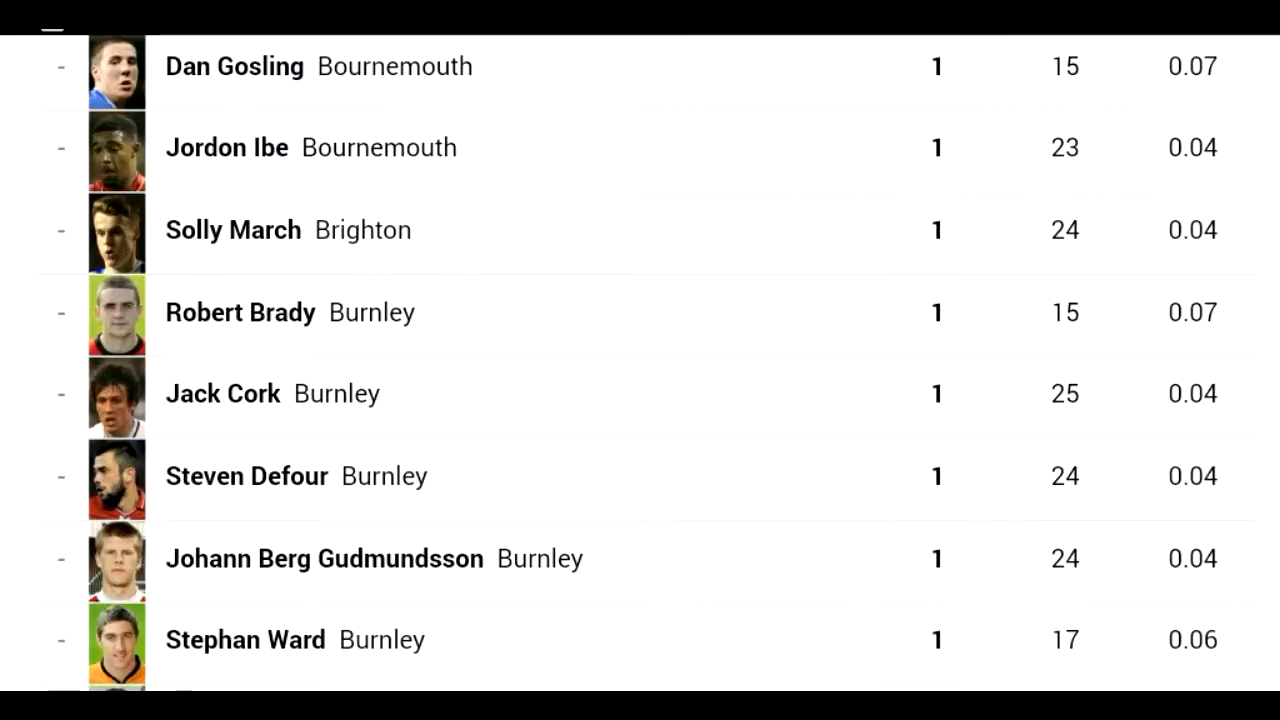 - Dan Gosling Bournemouth 1 15 0.07
- Jordon Ibe Bournemouth 1 23 0.04
- Solly March Brighton 1 24 0.04
- Robert Brady Burnley 1 15 0.07
- Jack Cork Burnley 1 25 0.04
- Steven Defour Burnley 1 24 0.04
- Johann Berg Gudmundsson Burnley 1 24 0.04
- Stephan Ward Burnley 1 17 0.06